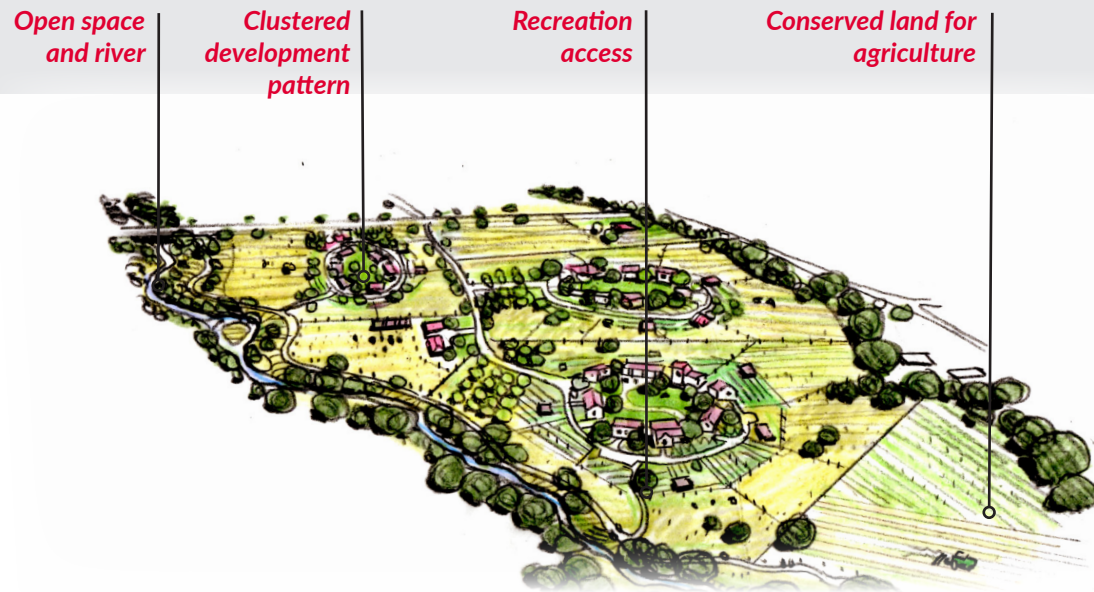 Open space
and river
Clustered
development
pattern
Recreation
access
Conserved land for
agriculture